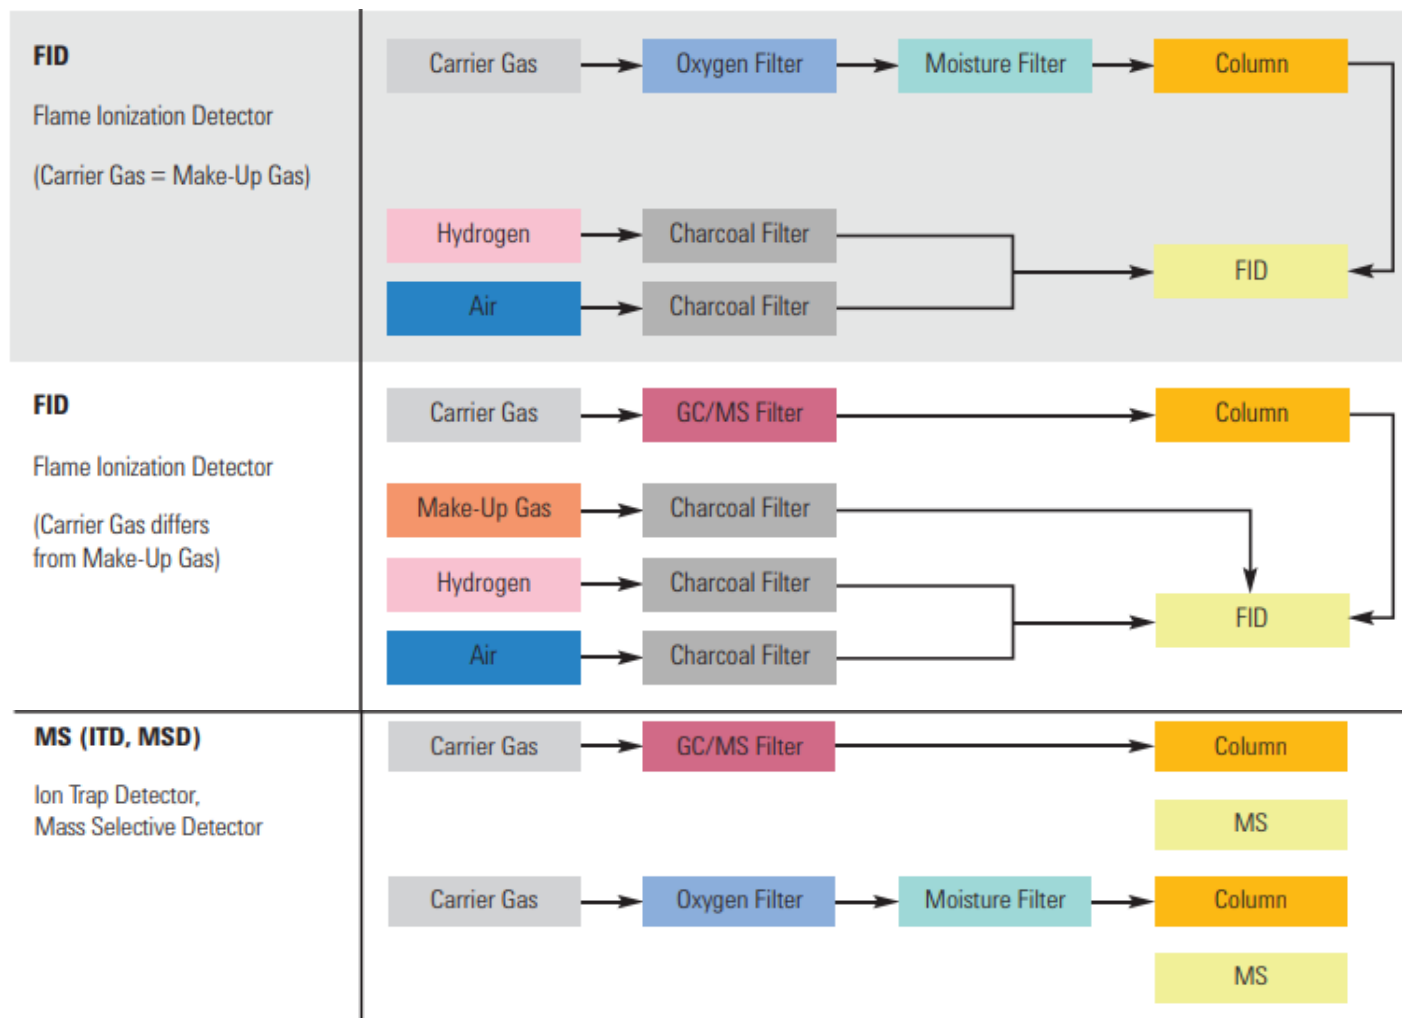 FID
Flame Ionization Detector
(Carrier Gas = Make-Up Gas)
Carrier Gas
Oxygen Filter
Moisture Filter
Column
Hydrogen
Charcoal Filter
Air
Charcoal Filter
FID
FID
Flame Ionization Detector
(Carrier Gas differs
from Make-Up Gas)
Carrier Gas
GC/MS Filter
Column
Make-Up Gas
Charcoal Filter
Hydrogen
Charcoal Filter
Air
Charcoal Filter
FID
MS (ITD, MSD)
Ion Trap Detector,
Mass Selective Detector
Carrier Gas
GC/MS Filter
Column
MS
Carrier Gas
Oxygen Filter
Moisture Filter
Column
MS